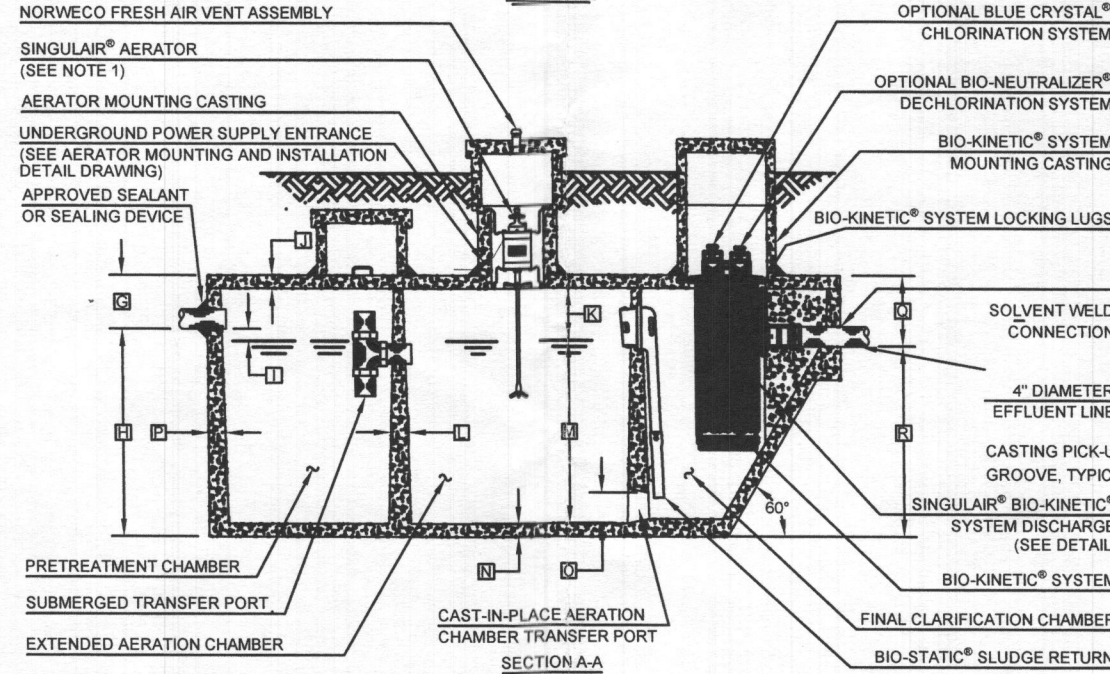 NORWECO FRESH AIR VENT ASSEMBLY
SINGULAIR® AERATOR
(SEE NOTE 1)
AERATOR MOUNTING CASTING
UNDERGROUND POWER SUPPLY ENTRANCE
(SEE AERATOR MOUNTING AND INSTALLATION
DETAIL DRAWING)
APPROVED SEALANT
OR SEALING DEVICE
OPTIONAL BLUE CRYSTAL®
CHLORINATION SYSTEM
OPTIONAL BIO-NEUTRALIZER®
DECHLORINATION SYSTEM
BIO-KINETIC® SYSTEM
MOUNTING CASTING
BIO-KINETIC® SYSTEM LOCKING LUGS
J
G
K
Q
I
H
P
L
M
R
N
O
60°
SOLVENT WELD
CONNECTION
4" DIAMETER
EFFLUENT LINE
CASTING PICK-U
GROOVE, TYPIC
SINGULAIR® BIO-KINETIC®
SYSTEM DISCHARGE
(SEE DETAIL
BIO-KINETIC® SYSTEM
FINAL CLARIFICATION CHAMBER
BIO-STATIC® SLUDGE RETURN
PRETREATMENT CHAMBER
SUBMERGED TRANSFER PORT
EXTENDED AERATION CHAMBER
CAST-IN-PLACE AERATION
CHAMBER TRANSFER PORT
SECTION A-A